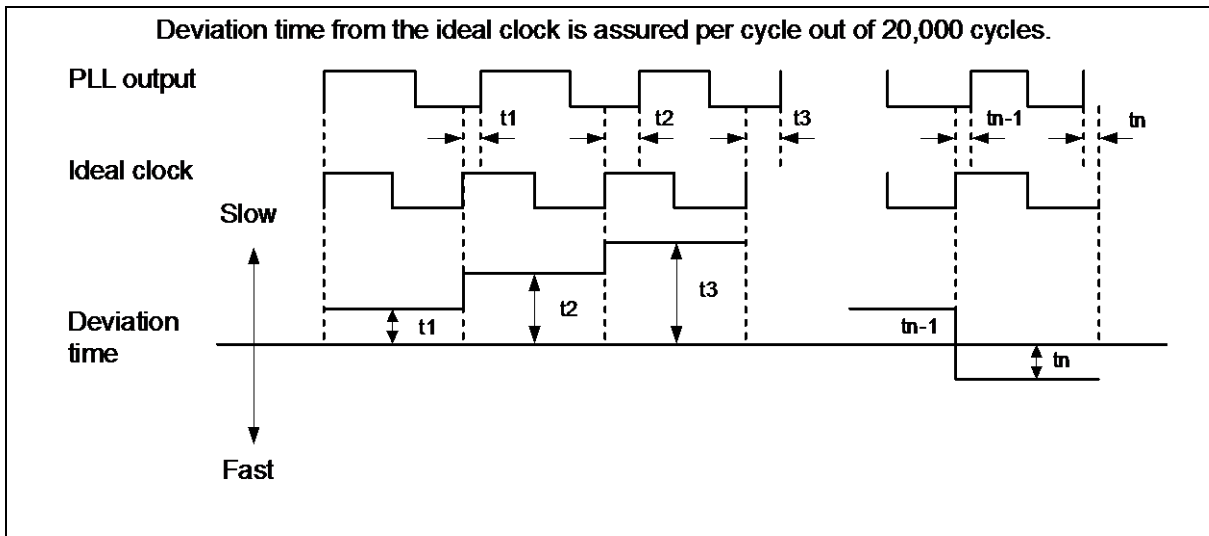 Deviation time from the ideal clock is assured per cycle out of 20,000 cycles.
PLL output
t1
t2
t3
tn-1
tn
Ideal clock
Slow
Deviation
time
t1
t2
t3
tn-1
tn
Fast